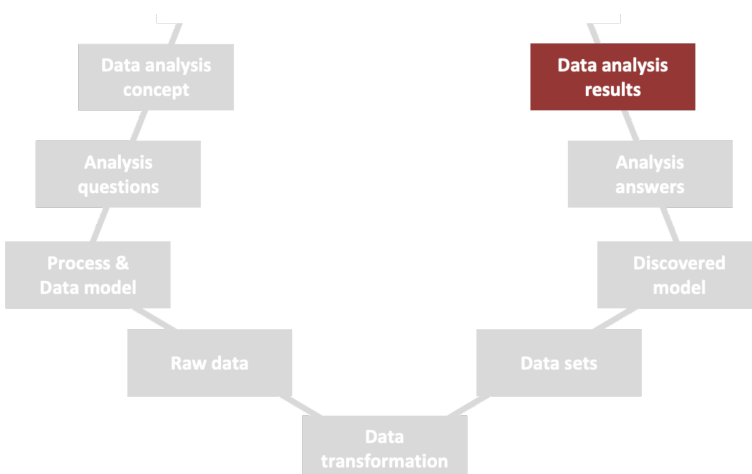 Data analysis
concept
Data analysis
results
Analysis
questions
Analysis
answers
Process &
Data model
Discovered
model
Raw data
Data sets
Data
transformation